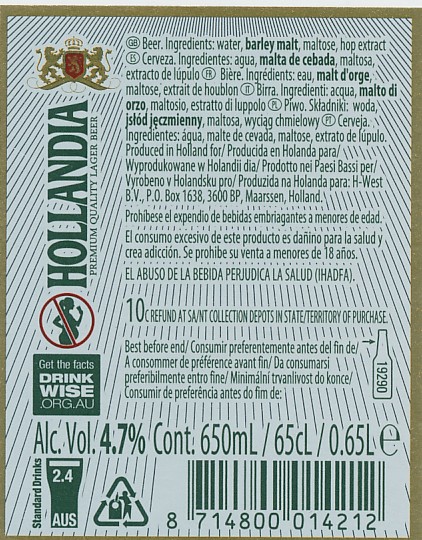 HOLLANDIA
PREMIUM QUALITY LAGER BEER
GB Beer. Ingredients: water, barley malt, maltose, hop extract
ES Cerveza. Ingredientes: agua, malta de cebada, maltosa,
extracto de lúpulo FR Bière. Ingrédients: eau, malt d'orge,
maltose, extrait de houblon IT Birra. Ingredienti: acqua, malto di
orzo, maltosio, estratto di luppolo PL Piwo. Składniki: woda,
jsłód jęczmienny, maltosa, wyciąg chmielowy PT Cerveja.
Ingredientes: água, malte de cevada, maltose, extrato de lúpulo.
Produced in Holland for/ Producida en Holanda para/
Wyprodukowane w Holandii dla/ Prodotto nei Paesi Bassi per/
Vyrobeno v Holandsku pro/ Produzida na Holanda para: H-West
B.V., P.O. Box 1638, 3600 BP, Maarssen, Holland.
Prohíbese el expendio de bebidas embriagantes a menores de edad.
El consumo excesivo de este producto es dañino para la salud y
crea adicción. Se prohibe su venta a menores de 18 años.
EL ABUSO DE LA BEBIDA PERJUDICA LA SALUD (IHADFA).
10C REFUND AT SA/NT COLLECTION DEPOTS IN STATE/TERRITORY OF PURCHASE.
Best before end/ Consumir preferentemente antes del fin de/
A consommer de préférence avant fin/ Da consumarsi
preferibilmente entro fine/ Minimální trvanlivost do konce/
Consumir de preferência antes do fim de:
19290
Get the facts
DRINK
WISE
.ORG.AU
Alc. Vol. 4.7% Cont. 650mL / 65cL / 0.65L e
Standard Drinks
2.4
AUS
8 714800 014212